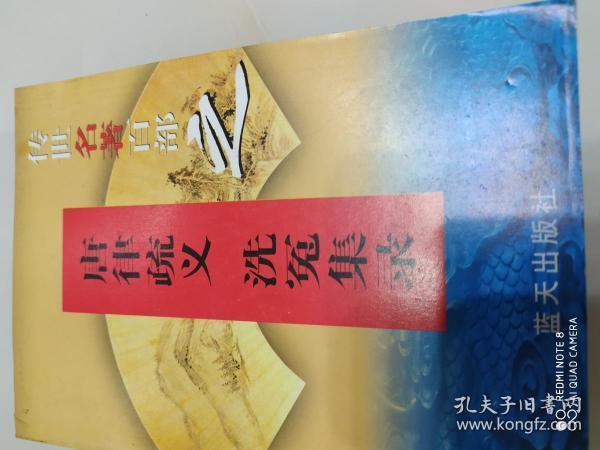 传世名著百部
之
唐律疏义 洗冤集录
蓝天出版社
REDMI NOTE 8
AI QUAD CAMERA
孔夫子旧书网
www.kongfz.com